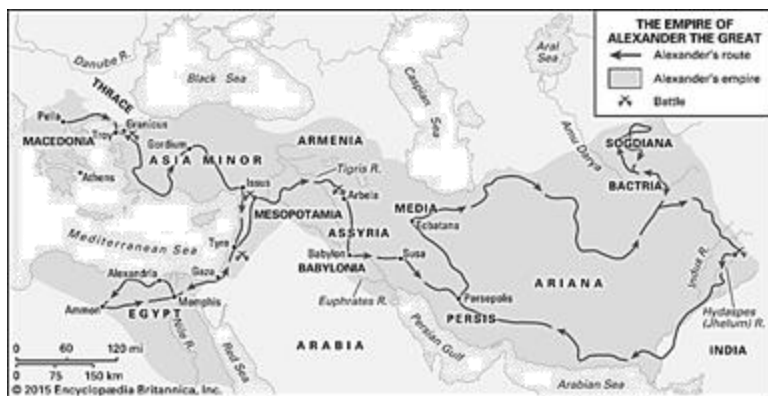 THE EMPIRE OF
ALEXANDER THE GREAT
Alexander's route
Alexander's empire
Battle
Danube R.
Black Sea
Caspian
Sea
Aral
Sea
THRACE
Pella
Granicus
MACEDONIA
Troy
Gordium
ASIA MINOR
ARMENIA
Amu Darya
SOGDIANA
BACTRIA
Athens
Issus
Tigris R.
Arbela
MESOPOTAMIA
MEDIA
Ecbatana
ASSYRIA
Mediterranean Sea
Tyre
Babylon
Susa
BABYLONIA
ARIANA
Indus R.
Alexandria
Gaza
Ammon
EGYPT
Memphis
Euphrates R.
Persepolis
PERSIS
Hydaspes
(Jhelum) R.
Nile R.
Red Sea
ARABIA
Persian Gulf
INDIA
Arabian Sea
0 60 120 mi
0 75 150 km
© 2015 Encyclopædia Britannica, Inc.